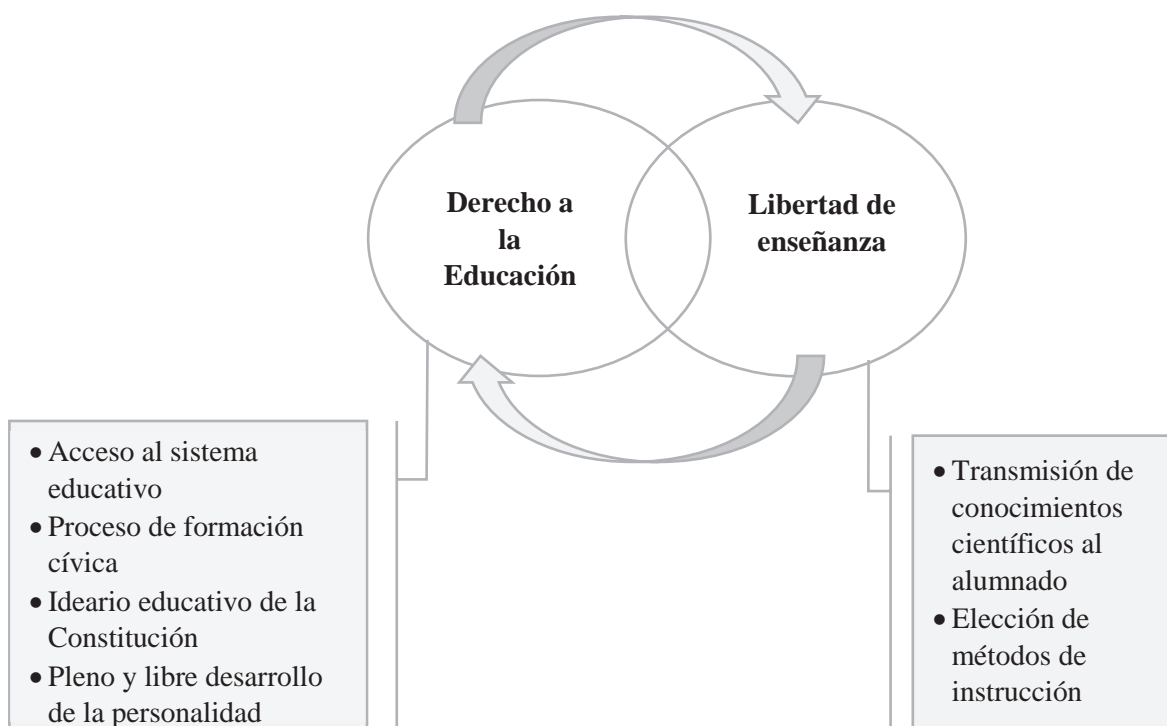 Derecho a
la
Educación
Libertad de
enseñanza
• Acceso al sistema
educativo
• Proceso de formación
cívica
• Ideario educativo de la
Constitución
• Pleno y libre desarrollo
de la personalidad
• Transmisión de
conocimientos
científicos al
alumnado
• Elección de
métodos de
instrucción